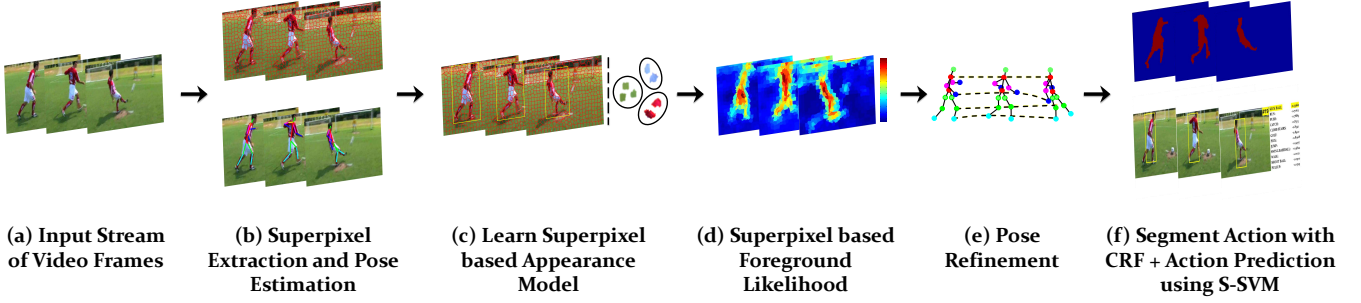 (a) Input Stream
of Video Frames
(b) Superpixel
Extraction and Pose
Estimation
(c) Learn Superpixel
based Appearance
Model
(d) Superpixel based
Foreground
Likelihood
(e) Pose
Refinement
(f) Segment Action with
CRF + Action Prediction
using S-SVM